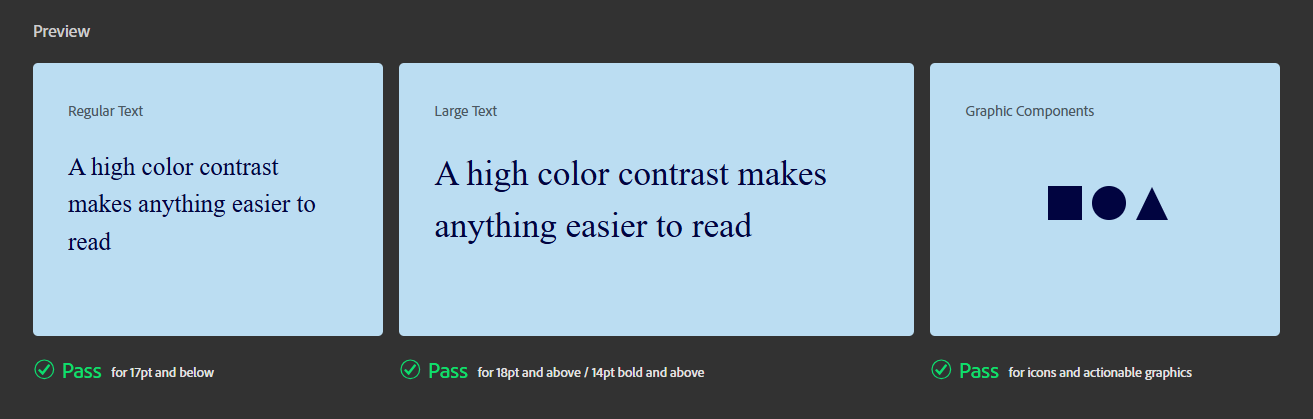 Preview
Regular Text
A high color contrast
makes anything easier to
read
Pass for 17pt and below
Large Text
A high color contrast makes
anything easier to read
Pass for 18pt and above / 14pt bold and above
Graphic Components
Pass for icons and actionable graphics